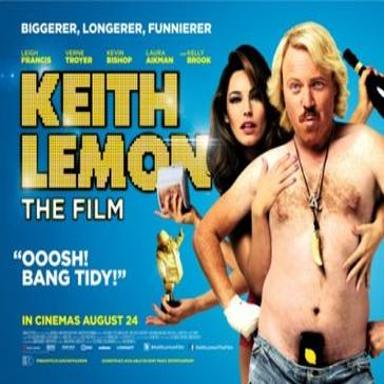 BIGGERER, LONGERER, FUNNIERER
LEIGH FRANCIS VERNE TROYER KEVIN BISHOP LAURA AIKMAN AND KELLY BROOK
KEITH
LEMON
THE FILM
“OOOSH!
BANG TIDY!”
IN CINEMAS AUGUST 24